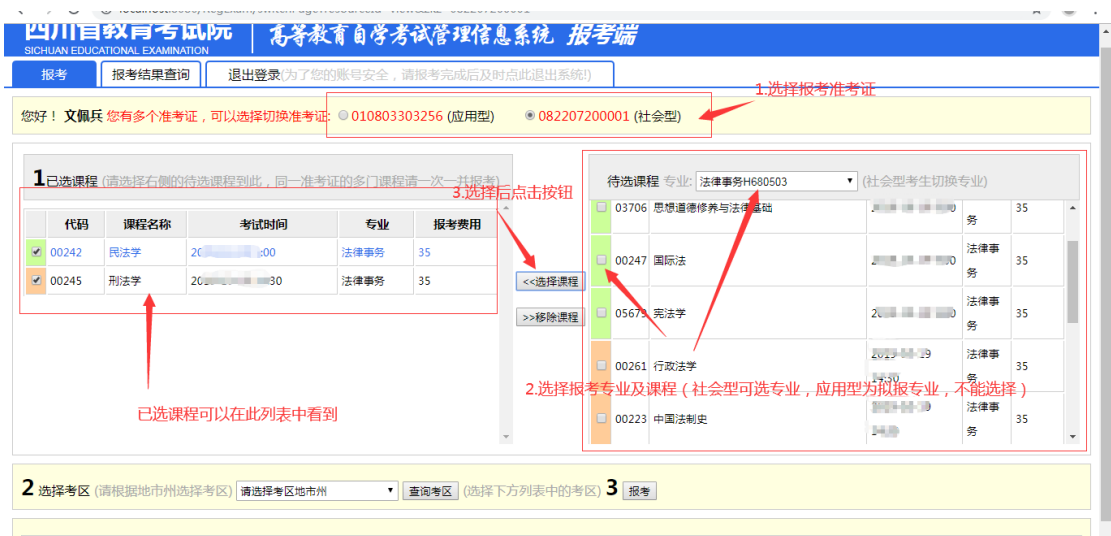 四川省教育考试院
SICHUAN EDUCATIONAL EXAMINATION
高等教育自学考试管理信息系统 报考端
报考
报考结果查询
退出登录(为了您的账号安全，请报考完成后及时点此退出系统!)
1.选择报考准考证
您好！ 文佩兵 您有多个准考证，可以选择切换准考证: 010803303256 (应用型) 082207200001 (社会型)
1已选课程 (请选择右侧的待选课程到此，同一准考证的多门课程请一次一并报考)
代码 课程名称 考试时间 专业 报考费用
00242 民法学 法律事务 35
00245 刑法学 法律事务 35
已选课程可以在此列表中看到
3.选择后点击按钮
<<选择课程
>>移除课程
待选课程 专业: 法律事务H680503 (社会型考生切换专业)
03706 思想道德修养与法律基础 务 35
00247 国际法 法律事务 35
05679 宪法学 法律事务 35
00261 行政法学 法律事务 35
2.选择报考专业及课程（社会型可选专业，应用型为拟报专业，不能选择）
00223 中国法制史 法律事务 35
2 选择考区 (请根据地市州选择考区) 请选择考区地市州 查询考区 (选择下方列表中的考区) 3 报考